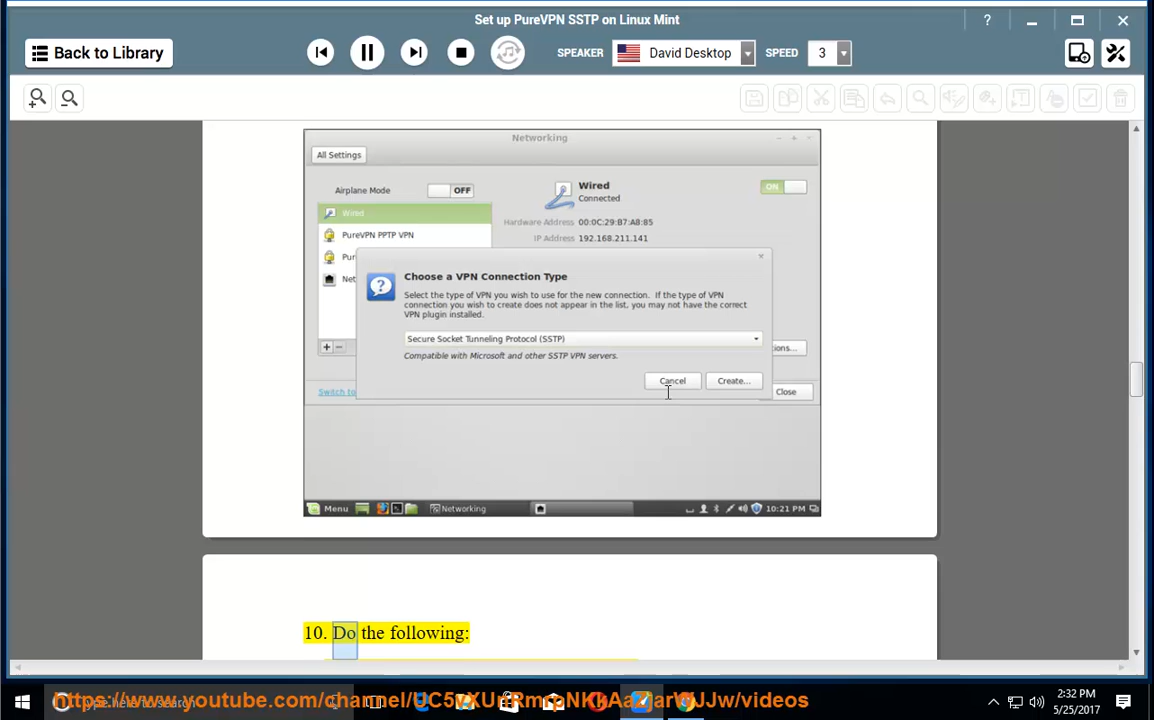 Set up PureVPN SSTP on Linux Mint
?
Back to Library
SPEAKER
David Desktop
SPEED
3
Networking
All Settings
Airplane Mode
OFF
Wired
Connected
ON
Wired
Hardware Address 00:0C:29:B7:A8:85
PureVPN PPTP VPN
IP Address 192.168.211.141
Pur
Net
Choose a VPN Connection Type
Select the type of VPN you wish to use for the new connection. If the type of VPN
connection you wish to create does not appear in the list, you may not have the correct
VPN plugin installed.
Secure Socket Tunneling Protocol (SSTP)
Compatible with Microsoft and other SSTP VPN servers.
ions...
Cancel
Create...
Switch to
Close
Menu
Networking
10:21 PM
10. Do the following:
2:32 PM
5/25/2017